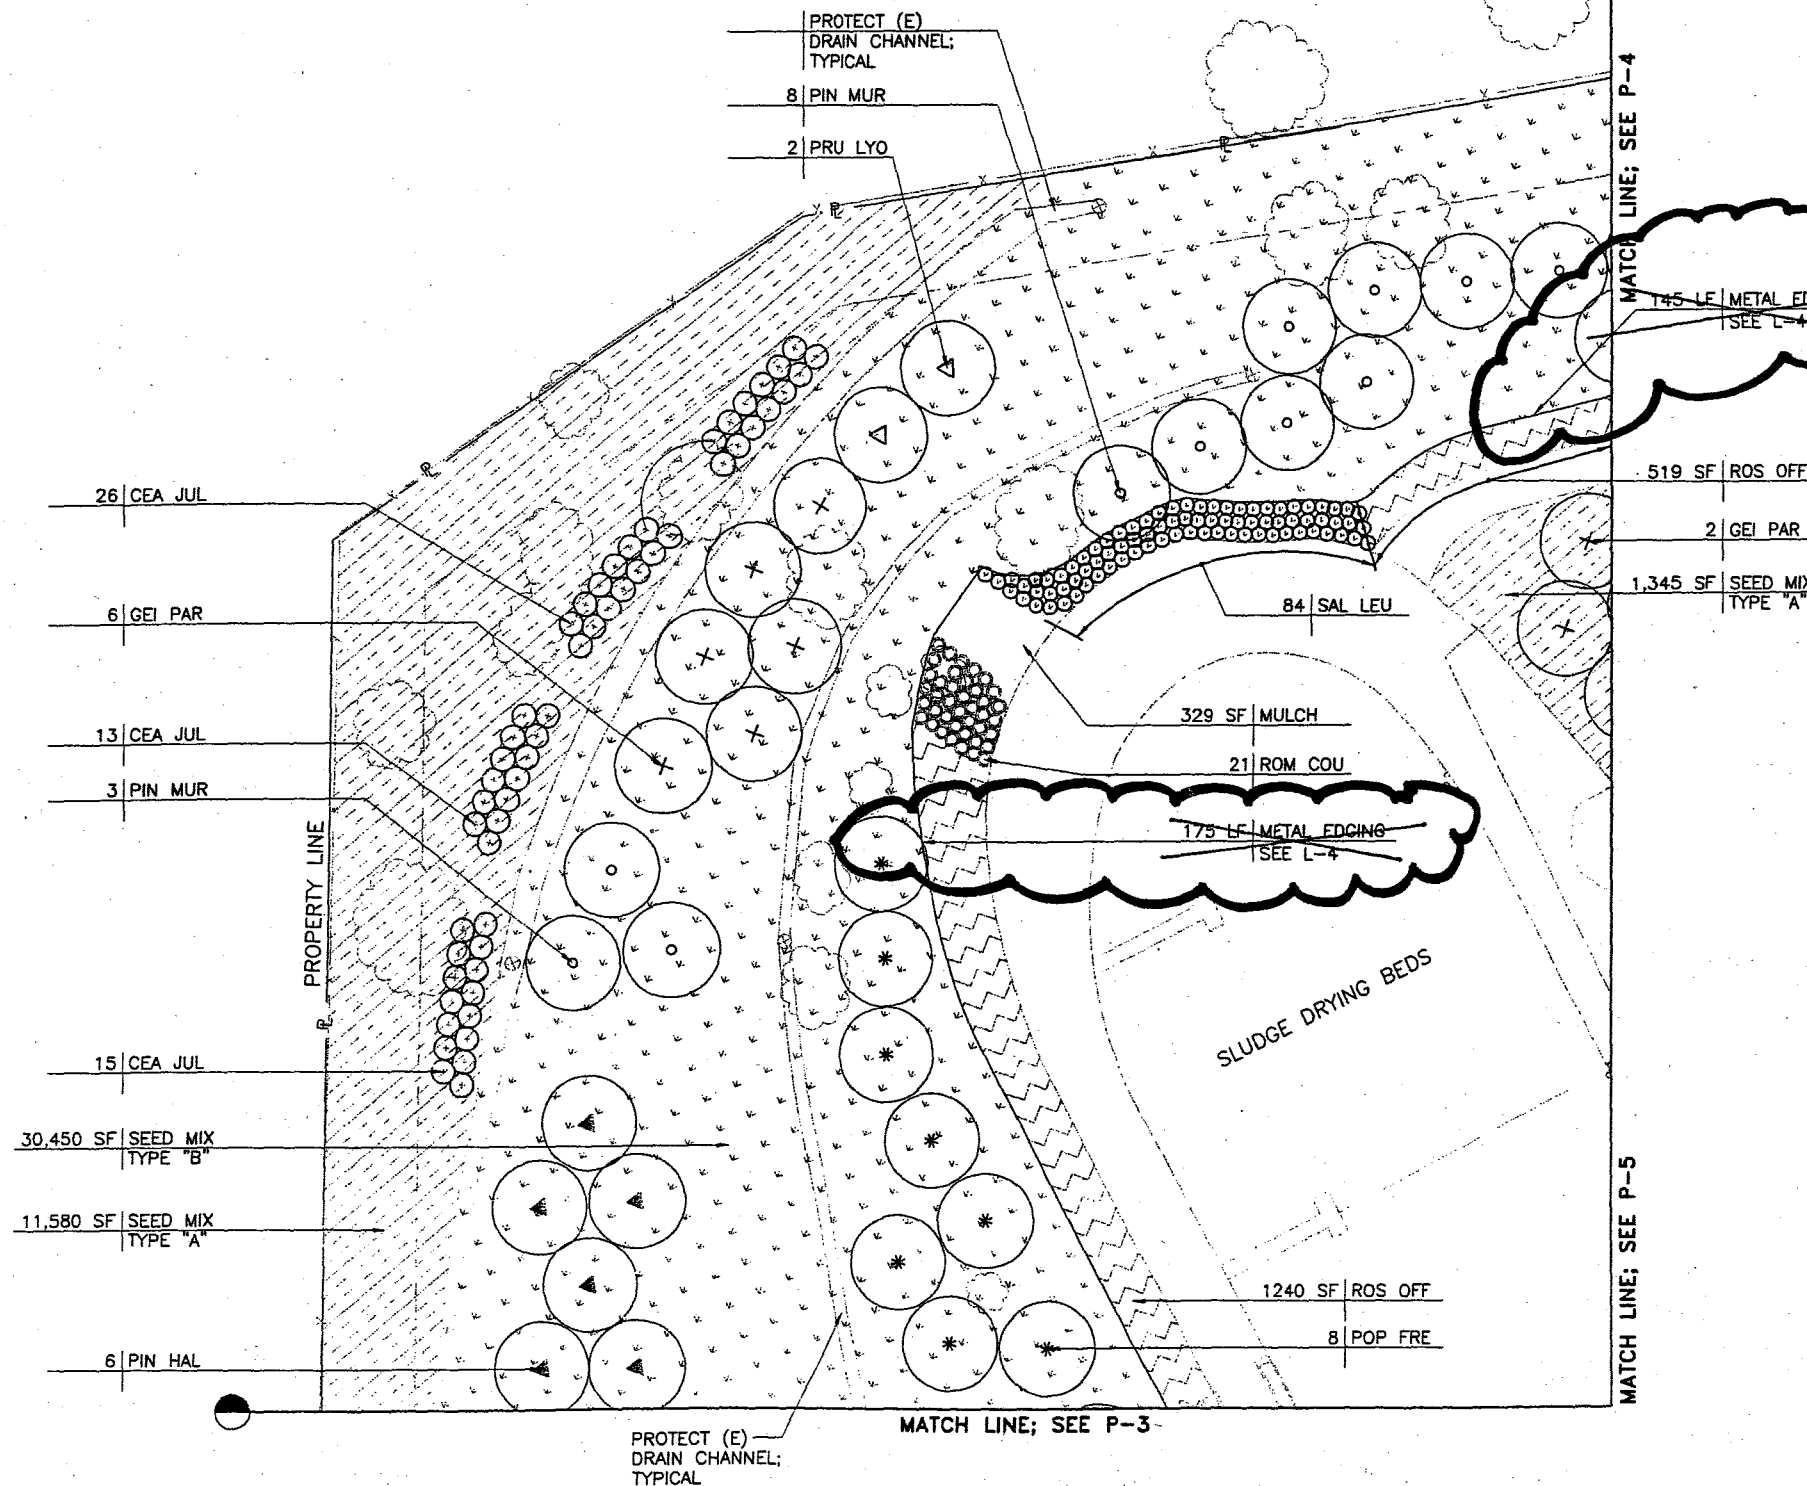 PROTECT (E)
DRAIN CHANNEL;
TYPICAL
8 PIN MUR
2 PRU LYO
MATCH LINE; SEE P-4
145 LF METAL ED
SEE L-4
26 CEA JUL
519 SF ROS OFF
2 GEI PAR
1,345 SF SEED MIX
TYPE "A"
84 SAL LEU
6 GEI PAR
329 SF MULCH
13 CEA JUL
21 ROM COU
3 PIN MUR
175 LF METAL EDGING
SEE L-4
PROPERTY LINE
SLUDGE DRYING BEDS
15 CEA JUL
30,450 SF SEED MIX
TYPE "B"
11,580 SF SEED MIX
TYPE "A"
1240 SF ROS OFF
8 POP FRE
6 PIN HAL
MATCH LINE; SEE P-5
MATCH LINE; SEE P-3
PROTECT (E)
DRAIN CHANNEL;
TYPICAL